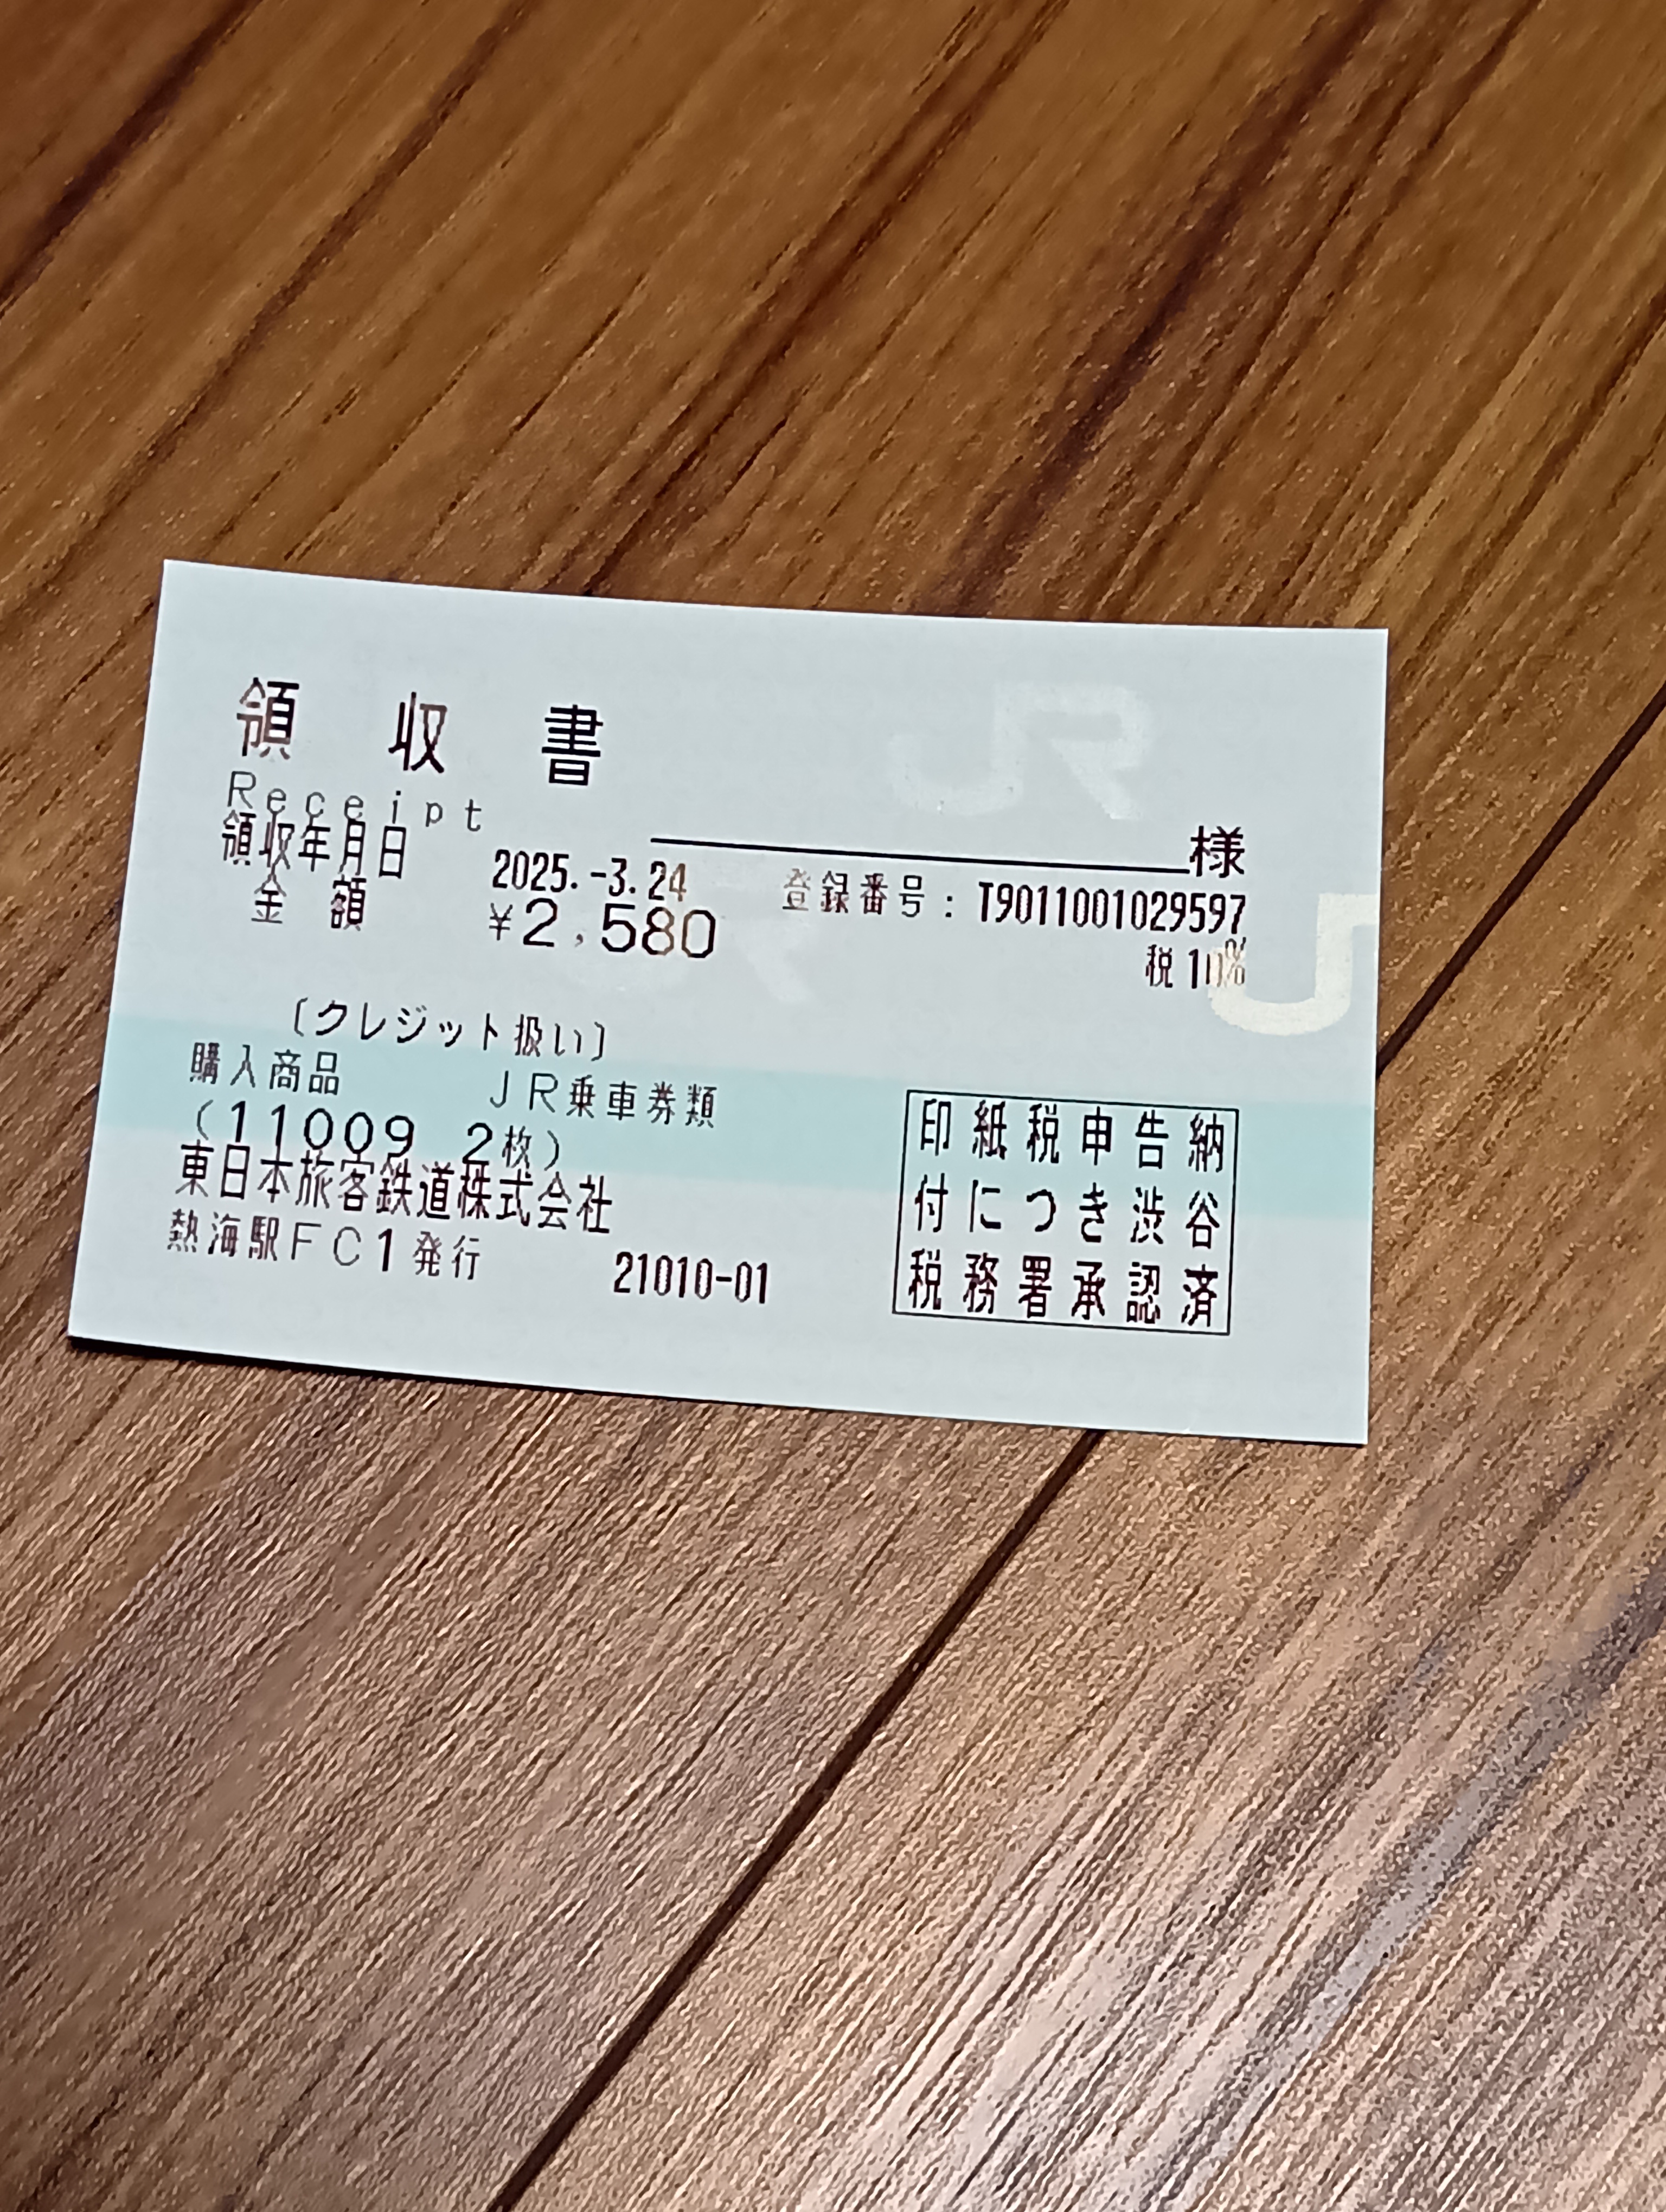 JR
領収書
Receipt
様
領収年月日 2025.-3.24 登録番号：T9011001029597
金額 ¥2,580 税10%
〔クレジット扱い〕
購入商品 JR乗車券類
(11009 2枚)
東日本旅客鉄道株式会社
熱海駅FC1発行 21010-01
印紙税申告納
付につき渋谷
税務署承認済